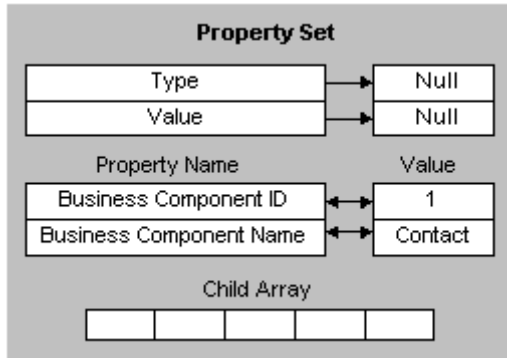 Property Set
Type Null
Value Null
Property Name Value
Business Component ID 1
Business Component Name Contact
Child Array